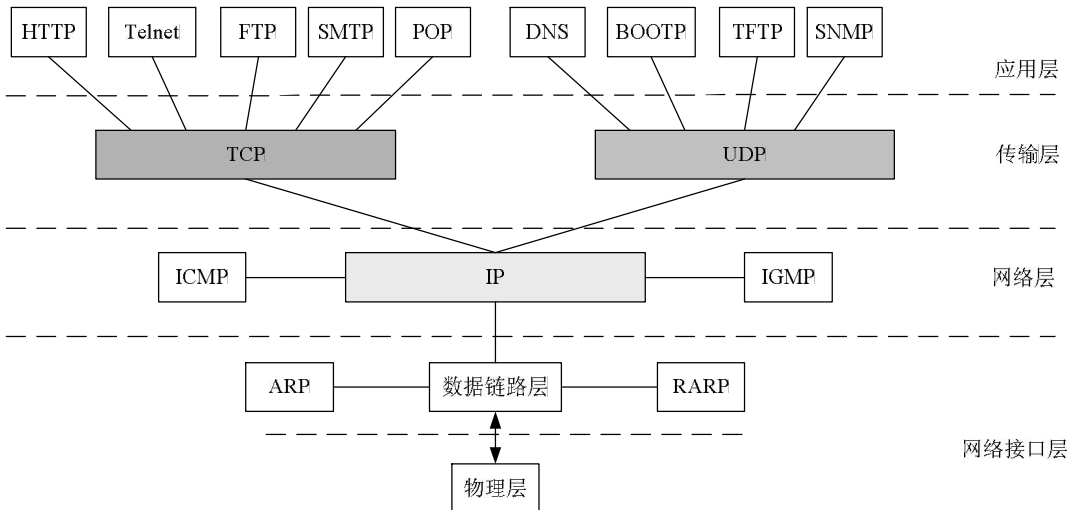 HTTP Telnet FTP SMTP POP DNS BOOTP TFTP SNMP
应用层
TCP UDP 传输层
ICMP IP IGMP 网络层
ARP 数据链路层 RARP
网络接口层
物理层